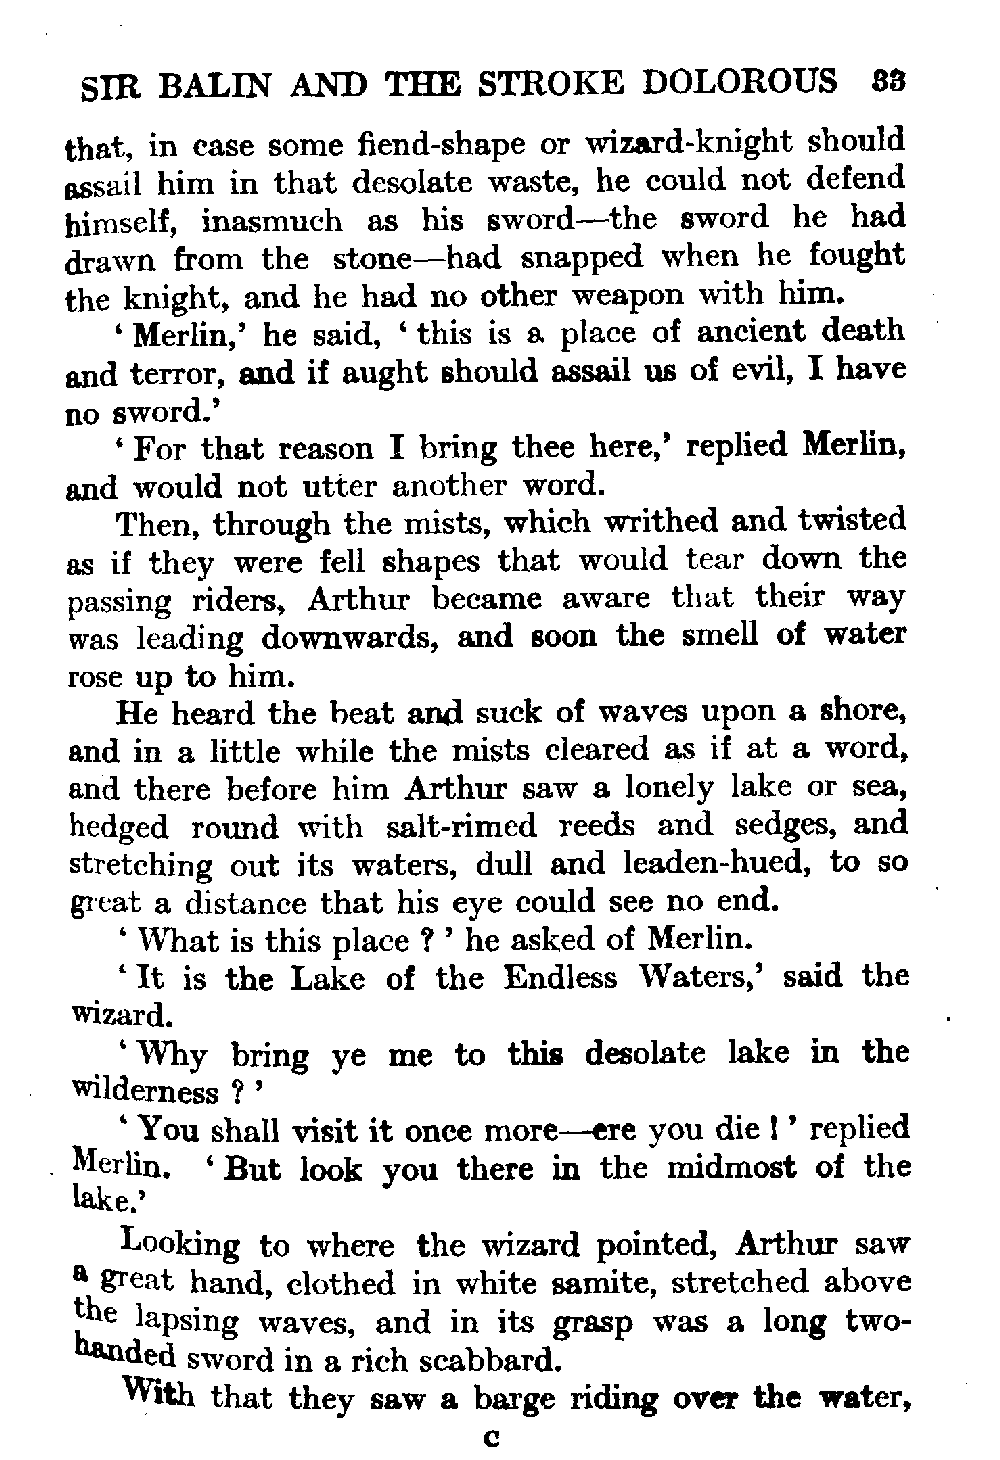 SIR BALIN AND THE STROKE DOLOROUS 33
that, in case some fiend-shape or wizard-knight should
assail him in that desolate waste, he could not defend
himself, inasmuch as his sword—the sword he had
drawn from the stone—had snapped when he fought
the knight, and he had no other weapon with him.
‘ Merlin,’ he said, ‘ this is a place of ancient death
and terror, and if aught should assail us of evil, I have
no sword.’
‘ For that reason I bring thee here,’ replied Merlin,
and would not utter another word.
Then, through the mists, which writhed and twisted
as if they were fell shapes that would tear down the
passing riders, Arthur became aware that their way
was leading downwards, and soon the smell of water
rose up to him.
He heard the beat and suck of waves upon a shore,
and in a little while the mists cleared as if at a word,
and there before him Arthur saw a lonely lake or sea,
hedged round with salt-rimed reeds and sedges, and
stretching out its waters, dull and leaden-hued, to so
great a distance that his eye could see no end.
‘ What is this place ? ’ he asked of Merlin.
‘ It is the Lake of the Endless Waters,’ said the
wizard.
‘ Why bring ye me to this desolate lake in the
wilderness ? ’
‘ You shall visit it once more—ere you die ! ’ replied
Merlin. ‘ But look you there in the midmost of the
lake.’
Looking to where the wizard pointed, Arthur saw
a great hand, clothed in white samite, stretched above
the lapsing waves, and in its grasp was a long two-
handed sword in a rich scabbard.
With that they saw a barge riding over the water,
C